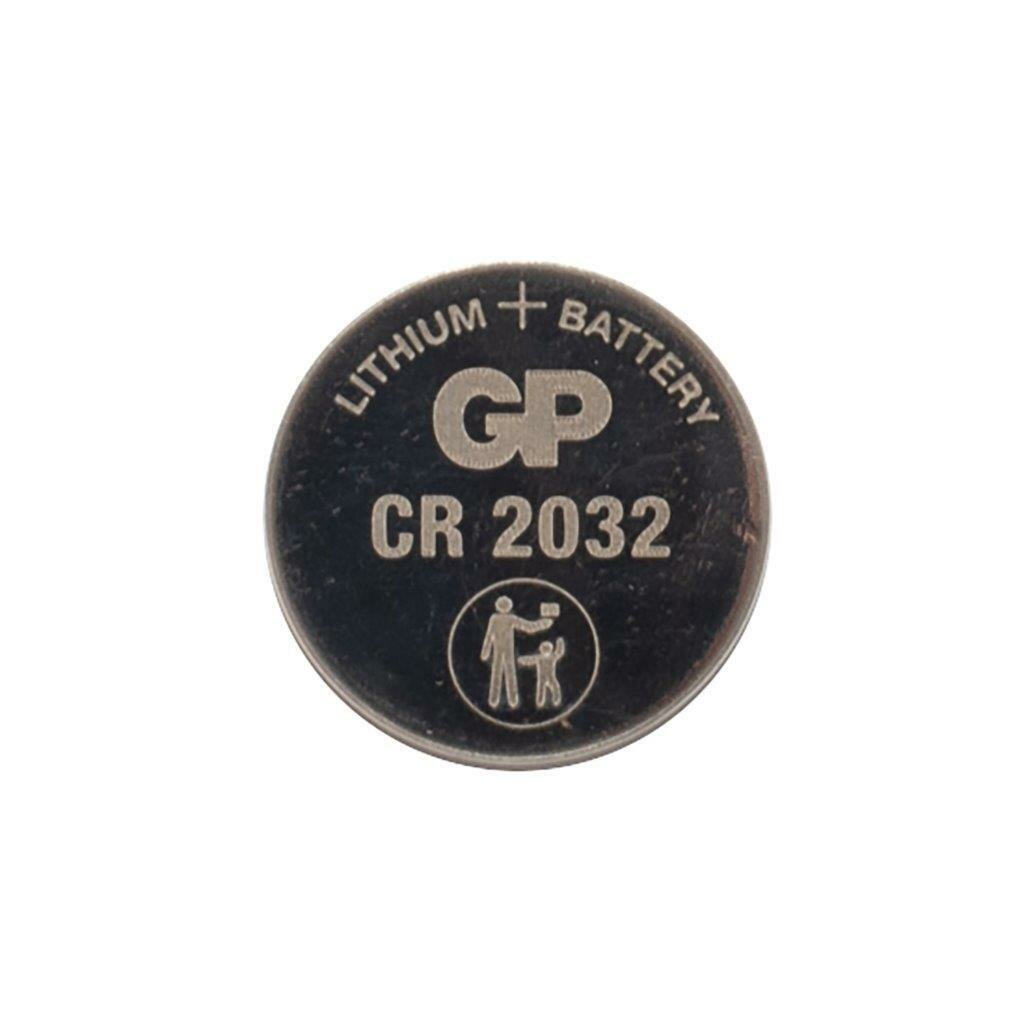 LITHIUM + BATTERY
GP
CR 2032